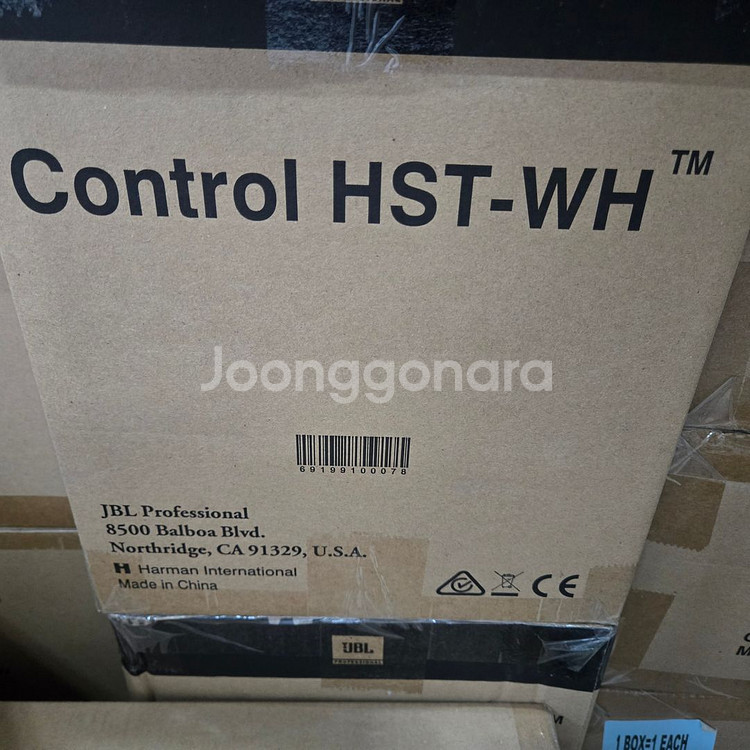 Control HST-WH™
Joonggonara
69199100078
JBL Professional
8500 Balboa Blvd.
Northridge, CA 91329, U.S.A.
H Harman International
Made in China
CE
JBL
PROFESSIONAL
1 BOX=1 EACH